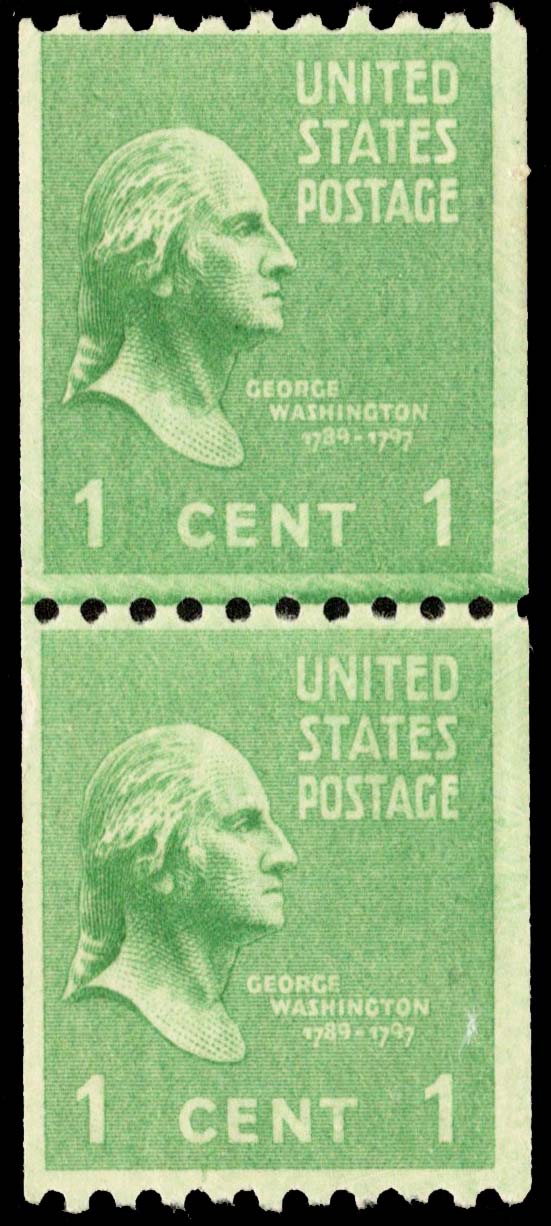 UNITED
STATES
POSTAGE
GEORGE
WASHINGTON
1789-1797
1 CENT 1
UNITED
STATES
POSTAGE
GEORGE
WASHINGTON
1789-1797
1 CENT 1